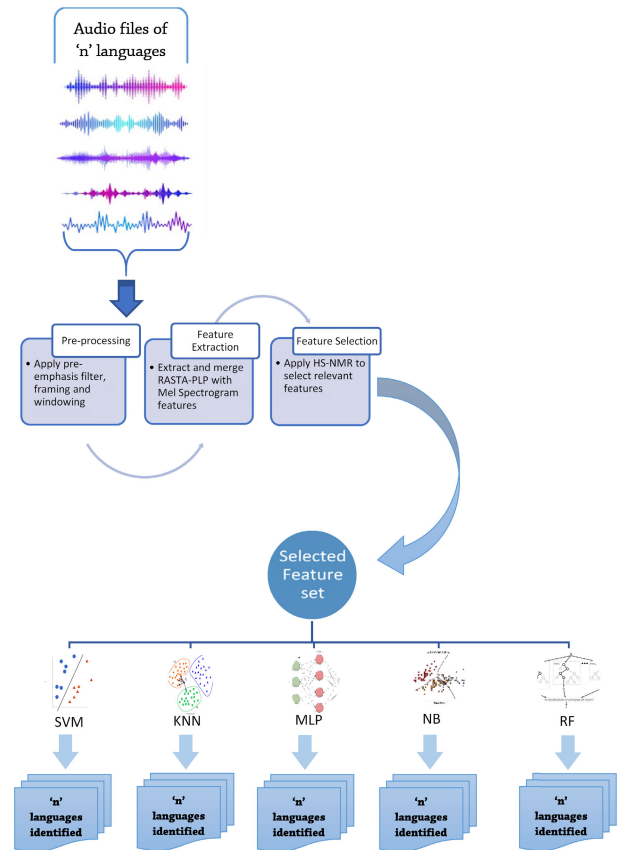 Audio files of
‘n’ languages
Pre-processing
• Apply pre-
emphasis filter,
framing and
windowing
Feature
Extraction
• Extract and merge
RASTA-PLP with
Mel Spectrogram
features
Feature Selection
• Apply HS-NMR to
select relevant
features
Selected
Feature
set
SVM
KNN
MLP
NB
RF
‘n’
languages
identified
‘n’
languages
identified
‘n’
languages
identified
‘n’
languages
identified
‘n’
languages
identified